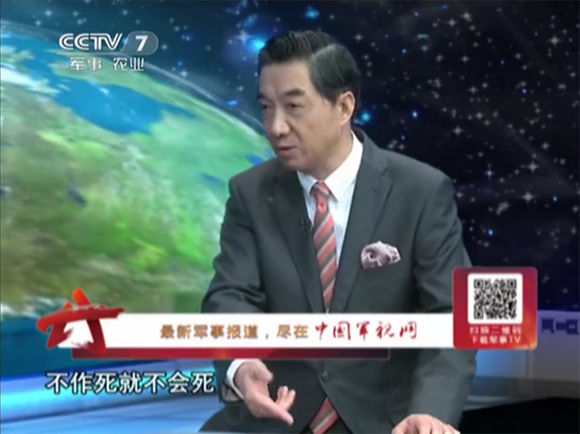 CCTV 7
军事 农业
最新军事报道，尽在中国军视网
扫描二维码
下载军事TV
不作死就不会死